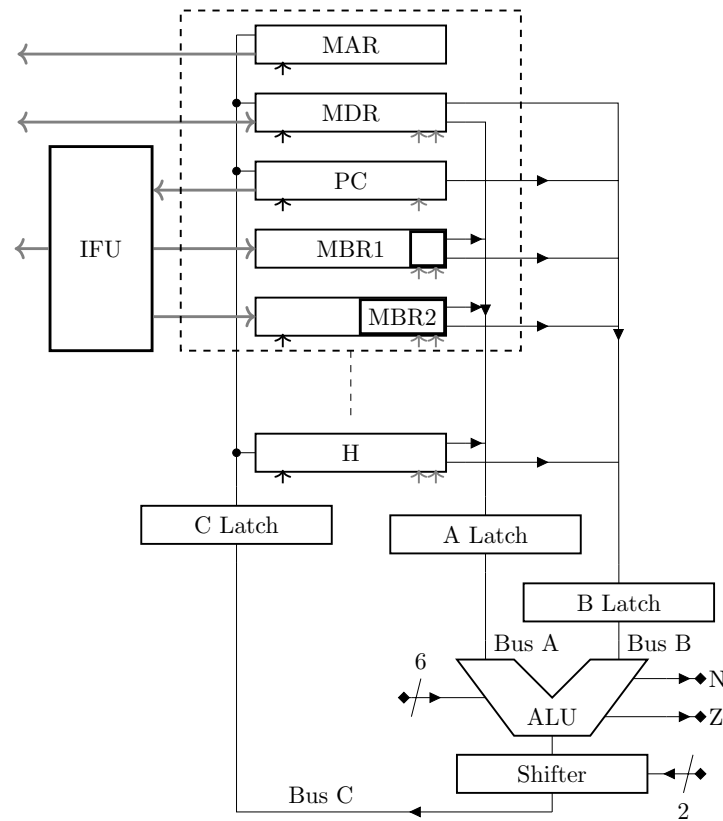 MAR
MDR
PC
IFU
MBR1
MBR2
H
C Latch
A Latch
B Latch
Bus A
Bus B
6
N
ALU
Z
Shifter
Bus C
2